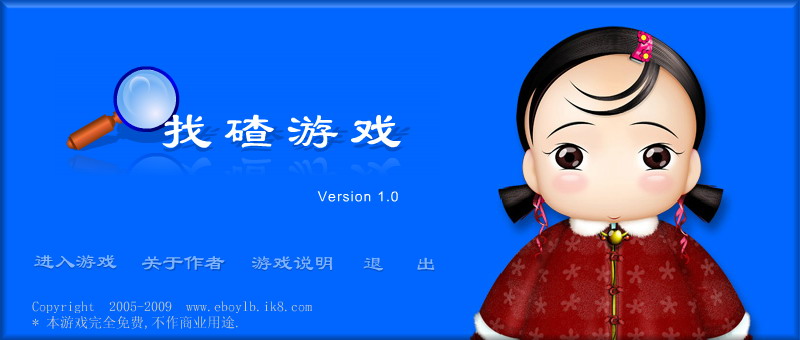 找碴游戏
Version 1.0
进入游戏 关于作者 游戏说明 退 出
Copyright 2005-2009 www.eboylb.ik8.com
* 本游戏完全免费,不作商业用途.